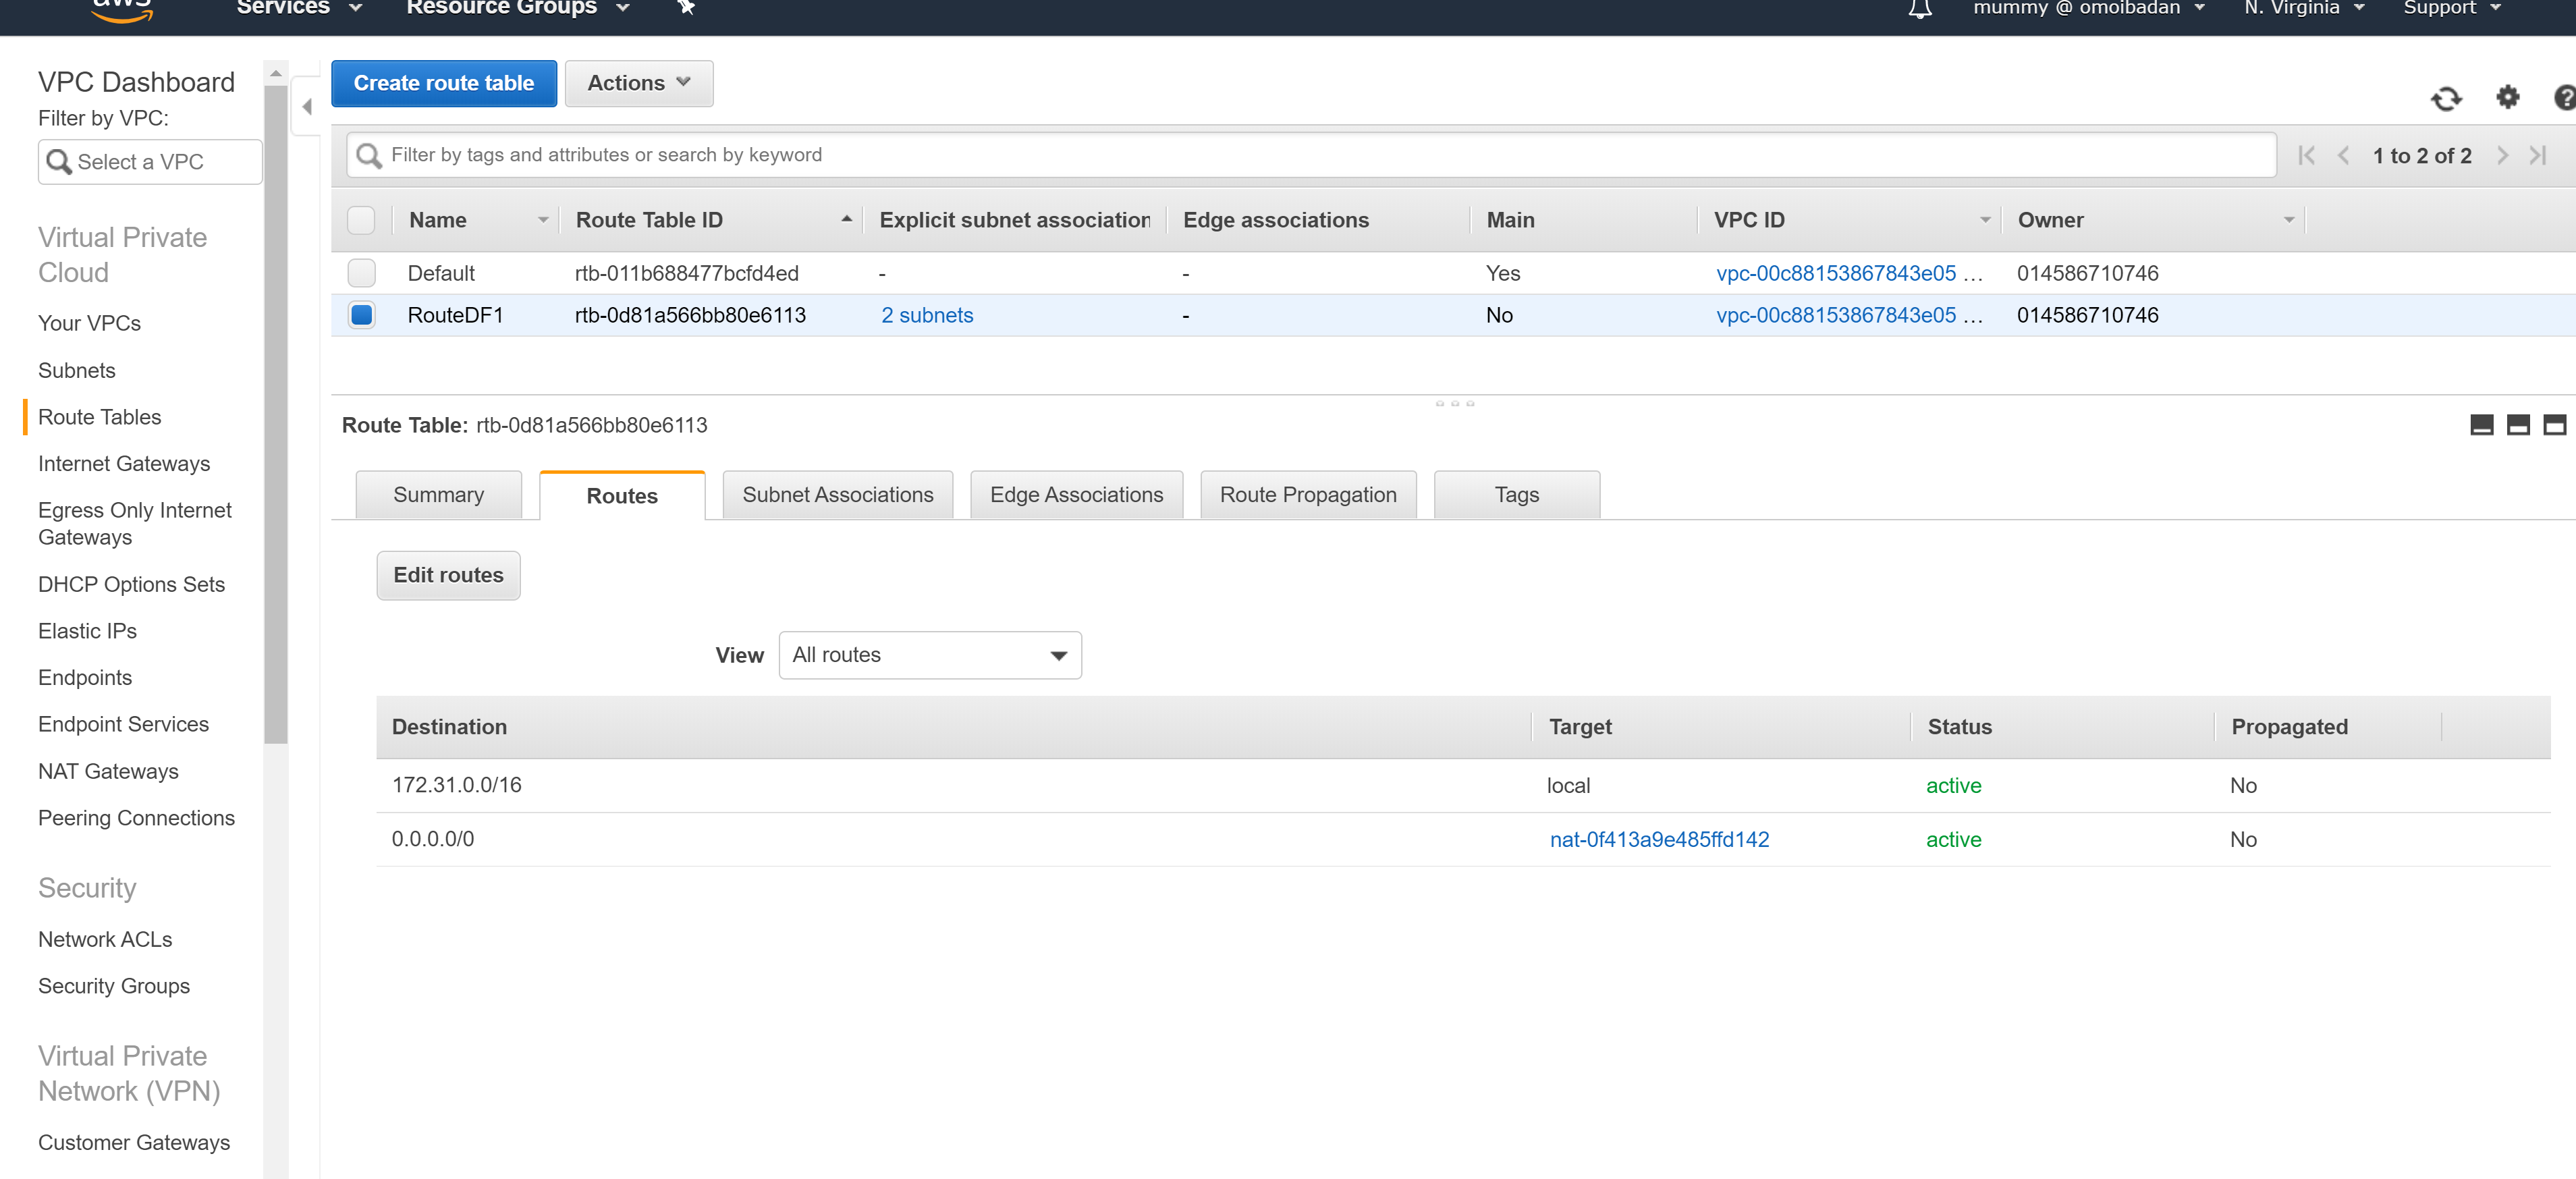 aws
Services
Resource Groups
mummy @ omoibadan
N. Virginia
Support
VPC Dashboard
Filter by VPC:
Select a VPC
Virtual Private
Cloud
Your VPCs
Subnets
Route Tables
Internet Gateways
Egress Only Internet
Gateways
DHCP Options Sets
Elastic IPs
Endpoints
Endpoint Services
NAT Gateways
Peering Connections
Security
Network ACLs
Security Groups
Virtual Private
Network (VPN)
Customer Gateways
Create route table
Actions
Filter by tags and attributes or search by keyword
1 to 2 of 2
Name Route Table ID Explicit subnet association Edge associations Main VPC ID Owner
Default rtb-011b688477bcfd4ed - - Yes vpc-00c88153867843e05 ... 014586710746
RouteDF1 rtb-0d81a566bb80e6113 2 subnets - No vpc-00c88153867843e05 ... 014586710746
Route Table: rtb-0d81a566bb80e6113
Summary Routes Subnet Associations Edge Associations Route Propagation Tags
Edit routes
View All routes
Destination Target Status Propagated
172.31.0.0/16 local active No
0.0.0.0/0 nat-0f413a9e485ffd142 active No